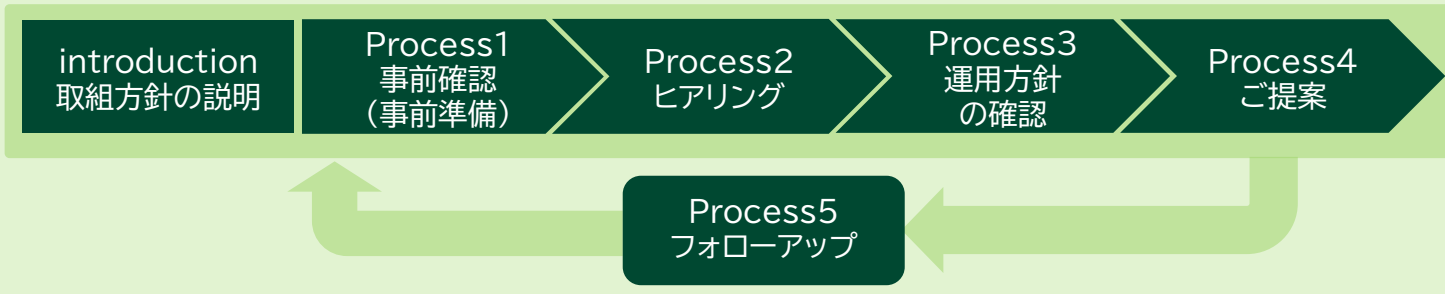 introduction
取組方針の説明
Process1
事前確認
（事前準備）
Process2
ヒアリング
Process3
運用方針
の確認
Process4
ご提案
Process5
フォローアップ